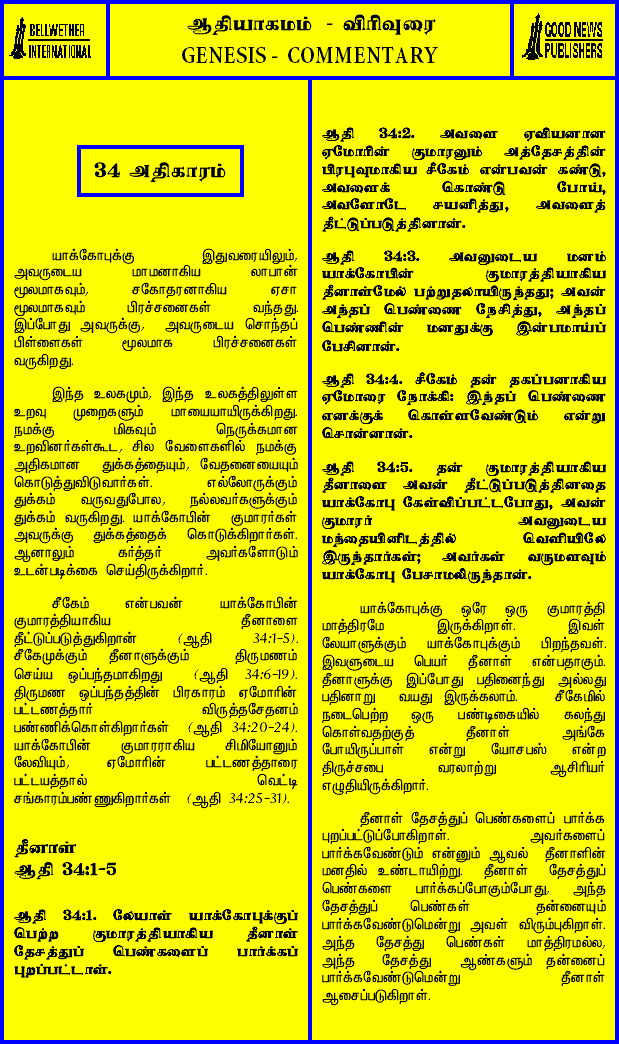 BELLWETHER
INTERNATIONAL
ஆதியாகமம் - விரிவுரை
GENESIS - COMMENTARY
GOOD NEWS
PUBLISHERS
34 அதிகாரம்
யாக்கோபுக்கு இதுவரையிலும்,
அவருடைய மாமனாகிய லாபான்
மூலமாகவும், சகோதரனாகிய ஏசா
மூலமாகவும் பிரச்சனைகள் வந்தது.
இப்போது அவருக்கு, அவருடைய சொந்தப்
பிள்ளைகள் மூலமாக பிரச்சனைகள்
வருகிறது.
இந்த உலகமும், இந்த உலகத்திலுள்ள
உறவு முறைகளும் மாயையாயிருக்கிறது.
நமக்கு மிகவும் நெருக்கமான
உறவினர்கள்கூட, சில வேளைகளில் நமக்கு
அதிகமான துக்கத்தையும், வேதனையையும்
கொடுத்துவிடுவார்கள். எல்லோருக்கும்
துக்கம் வருவதுபோல, நல்லவர்களுக்கும்
துக்கம் வருகிறது. யாக்கோபின் குமாரர்கள்
அவருக்கு துக்கத்தைக் கொடுக்கிறார்கள்.
ஆனாலும் கர்த்தர் அவர்களோடும்
உடன்படிக்கை செய்திருக்கிறார்.
சீகேம் என்பவன் யாக்கோபின்
குமாரத்தியாகிய தீனாளை
தீட்டுப்படுத்துகிறான் (ஆதி 34:1-5).
சீகேமுக்கும் தீனாளுக்கும் திருமணம்
செய்ய ஒப்பந்தமாகிறது (ஆதி 34:6-19).
திருமண ஒப்பந்தத்தின் பிரகாரம் ஏமோரின்
பட்டணத்தார் விருத்தசேதனம்
பண்ணிக்கொள்கிறார்கள் (ஆதி 34:20-24).
யாக்கோபின் குமாரராகிய சிமியோனும்
லேவியும், ஏமோரின் பட்டணத்தாரை
பட்டயத்தால் வெட்டி
சங்காரம்பண்ணுகிறார்கள் (ஆதி 34:25-31).
தீனாள்
ஆதி 34:1-5
ஆதி 34:1. லேயாள் யாக்கோபுக்குப்
பெற்ற குமாரத்தியாகிய தீனாள்
தேசத்துப் பெண்களைப் பார்க்கப்
புறப்பட்டாள்.
ஆதி 34:2. அவளை ஏவியனான
ஏமோரின் குமாரனும் அத்தேசத்தின்
பிரபுவுமாகிய சீகேம் என்பவன் கண்டு,
அவளைக் கொண்டு போய்,
அவளோடே சயனித்து, அவளைத்
தீட்டுப்படுத்தினான்.
ஆதி 34:3. அவனுடைய மனம்
யாக்கோபின் குமாரத்தியாகிய
தீனாள்மேல் பற்றுதலாயிருந்தது; அவன்
அந்தப் பெண்ணை நேசித்து, அந்தப்
பெண்ணின் மனதுக்கு இன்பமாய்ப்
பேசினான்.
ஆதி 34:4. சீகேம் தன் தகப்பனாகிய
ஏமோரை நோக்கி: இந்தப் பெண்ணை
எனக்குக் கொள்ளவேண்டும் என்று
சொன்னான்.
ஆதி 34:5. தன் குமாரத்தியாகிய
தீனாளை அவன் தீட்டுப்படுத்தினதை
யாக்கோபு கேள்விப்பட்டபோது, அவன்
குமாரர் அவனுடைய
மந்தையினிடத்தில் வெளியிலே
இருந்தார்கள்; அவர்கள் வருமளவும்
யாக்கோபு பேசாமலிருந்தான்.
யாக்கோபுக்கு ஒரே ஒரு குமாரத்தி
மாத்திரமே இருக்கிறாள். இவள்
லேயாளுக்கும் யாக்கோபுக்கும் பிறந்தவள்.
இவளுடைய பெயர் தீனாள் என்பதாகும்.
தீனாளுக்கு இப்போது பதினைந்து அல்லது
பதினாறு வயது இருக்கலாம். சீகேமில்
நடைபெற்ற ஒரு பண்டிகையில் கலந்து
கொள்வதற்குத் தீனாள் அங்கே
போயிருப்பாள் என்று யோசபஸ் என்ற
திருச்சபை வரலாற்று ஆசிரியர்
எழுதியிருக்கிறார்.
தீனாள் தேசத்துப் பெண்களைப் பார்க்க
புறப்பட்டுப்போகிறாள். அவர்களைப்
பார்க்கவேண்டும் என்னும் ஆவல் தீனாளின்
மனதில் உண்டாயிற்று. தீனாள் தேசத்துப்
பெண்களை பார்க்கப்போகும்போது, அந்த
தேசத்துப் பெண்கள் தன்னையும்
பார்க்கவேண்டுமென்று அவள் விரும்புகிறாள்.
அந்த தேசத்து பெண்கள் மாத்திரமல்ல,
அந்த தேசத்து ஆண்களும் தன்னைப்
பார்க்கவேண்டுமென்று தீனாள்
ஆசைப்படுகிறாள்.